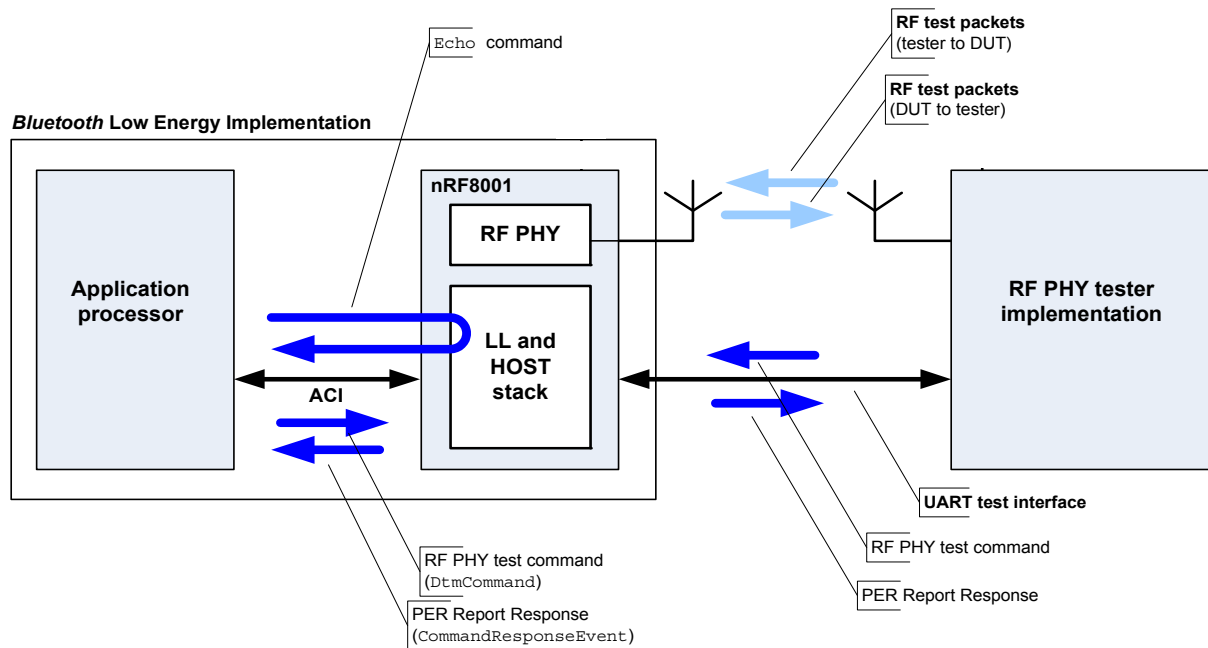 Echo command
RF test packets
(tester to DUT)
RF test packets
(DUT to tester)
Bluetooth Low Energy Implementation
nRF8001
RF PHY
Application
processor
LL and
HOST
stack
RF PHY tester
implementation
ACI
UART test interface
RF PHY test command
PER Report Response
RF PHY test command
(DtmCommand)
PER Report Response
(CommandResponseEvent)